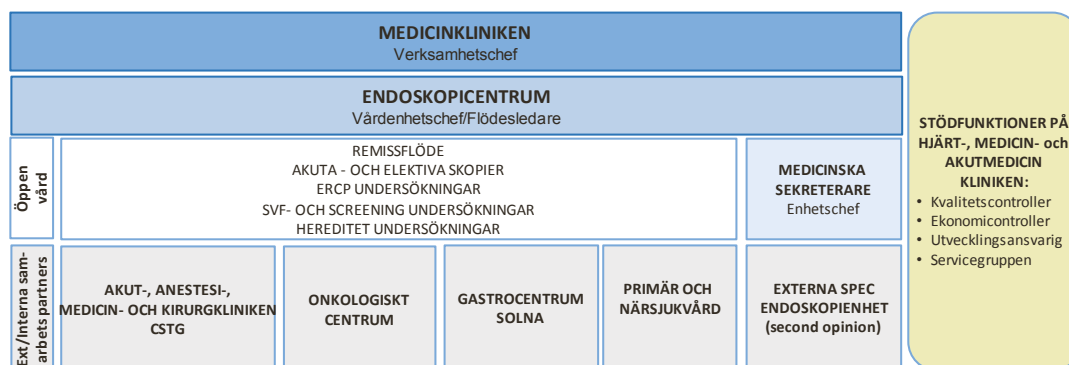 MEDICINKLINIKEN
Verksamhetschef
ENDOSKOPICENTRUM
Vårdenhetschef/Flödesledare
Öppen
vård
REMISSFLÖDE
AKUTA - OCH ELEKTIVA SKOPIER
ERCP UNDERSÖKNINGAR
SVF- OCH SCREENING UNDERSÖKNINGAR
HEREDITET UNDERSÖKNINGAR
MEDICINSKA
SEKRETERARE
Enhetschef
Ext/Interna sam-
arbets partners
AKUT-, ANESTESI-,
MEDICIN- OCH KIRURGKLINIKEN
CSTG
ONKOLOGISKT
CENTRUM
GASTROCENTRUM
SOLNA
PRIMÄR OCH
NÄRSJUKVÅRD
EXTERNA SPEC
ENDOSKOPIENHET
(second opinion)
STÖDFUNKTIONER PÅ
HJÄRT-, MEDICIN- och
AKUTMEDICIN
KLINIKEN:
• Kvalitetscontroller
• Ekonomicontroller
• Utvecklingsansvarig
• Servicegruppen